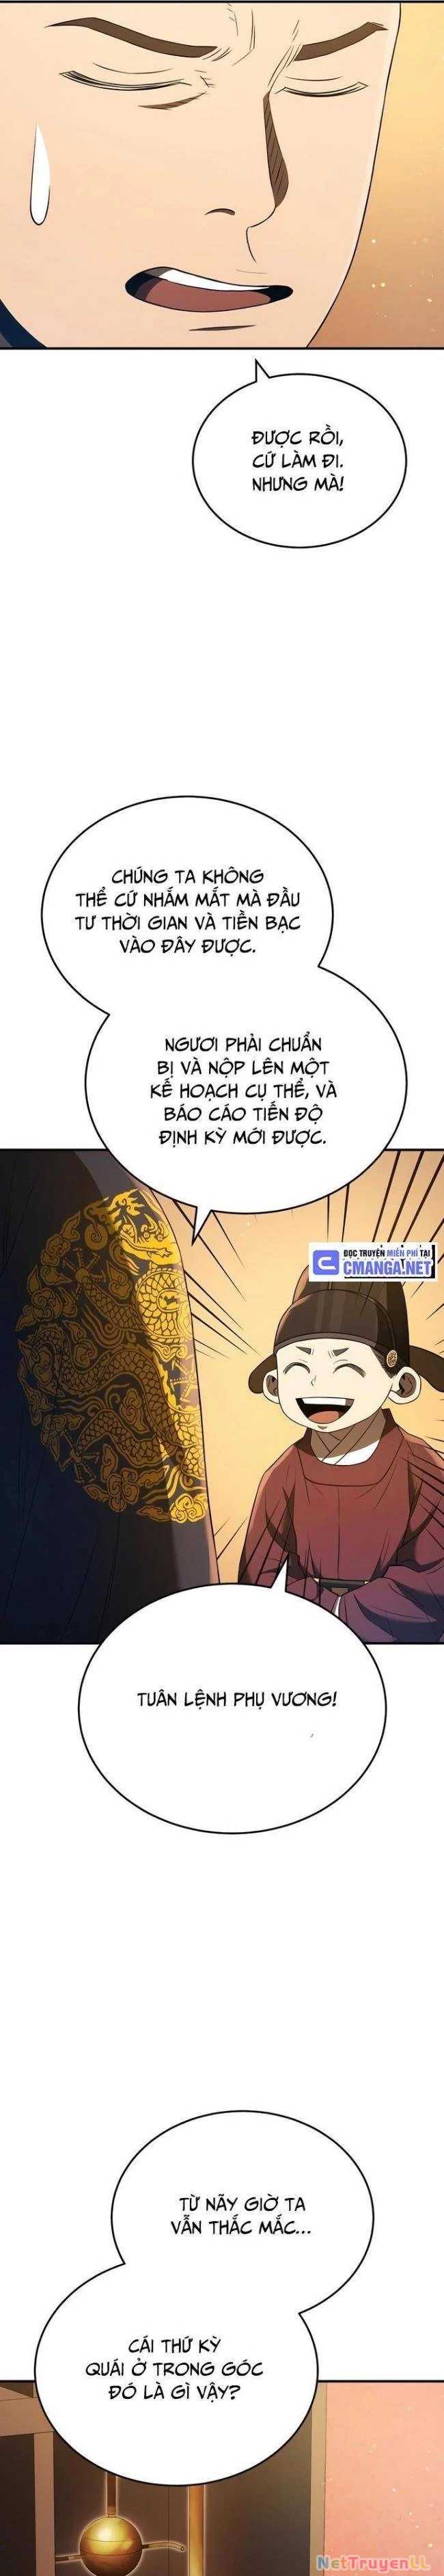 ĐƯỢC RỒI,
CỨ LÀM ĐI.
NHƯNG MÀ!
CHÚNG TA KHÔNG
THỂ CỨ NHẮM MẮT MÀ ĐẦU
TƯ THỜI GIAN VÀ TIỀN BẠC
VÀO ĐÂY ĐƯỢC.
NGƯƠI PHẢI CHUẨN
BỊ VÀ NỘP LÊN MỘT
KẾ HOẠCH CỤ THỂ, VÀ
BÁO CÁO TIẾN ĐỘ
ĐỊNH KỲ MỚI ĐƯỢC.
ĐỌC TRUYỆN MIỄN PHÍ TẠI
CMANGA.NET
TUÂN LỆNH PHỤ VƯƠNG!
TỪ NÃY GIỜ TA
VẪN THẮC MẮC...
CÁI THỨ KỲ
QUÁI Ở TRONG GÓC
ĐÓ LÀ GÌ VẬY?
NetTruyenLL